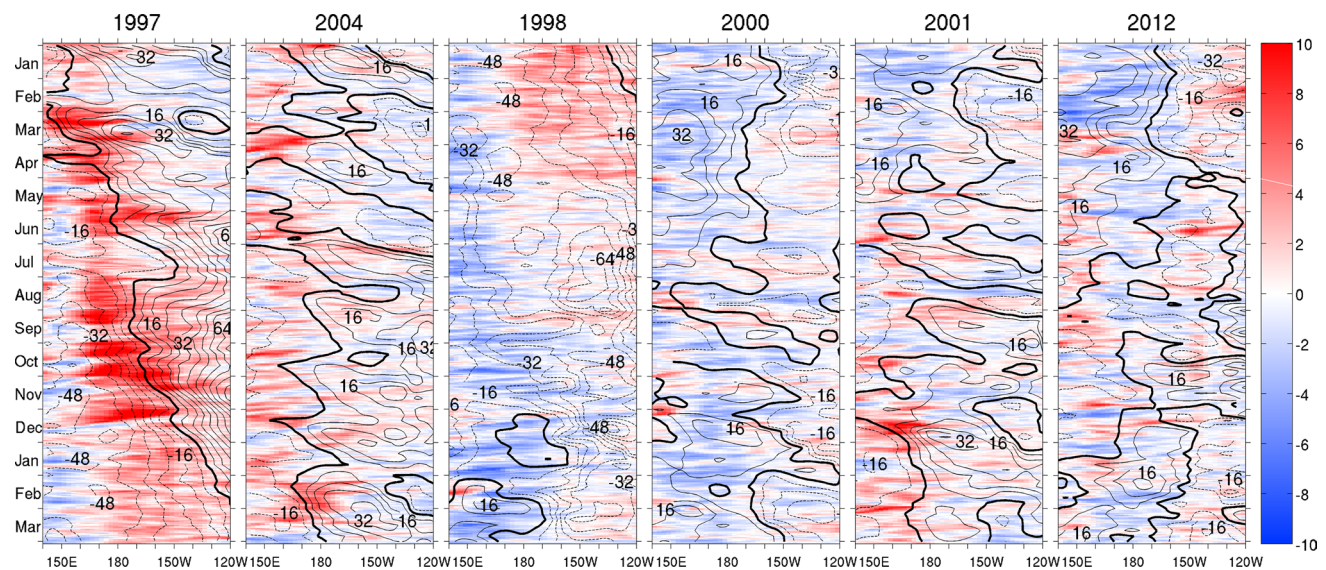 1997 2004 1998 2000 2001 2012
Jan 32 16 -48 16 -32 10
Feb 16 -48 16 16 -16 -16 8
Mar 32 32 -16 32 6
Apr 16 32 -48 16 16 4
May 16 2
Jun -16
Jul -64 -48 0
Aug 16 16 -2
Sep 32 16 32 64 16 -4
Oct 16 32 -32 -48 16
Nov -48 16 -16 -16 -6
Dec -16 -48 16 -16 32 16 -8
Jan -48 -16 16
Feb -48 -16 32 16 -32 16 16 -16 -16 -10
Mar
150E 180 150W 120W 150E 180 150W 120W 150E 180 150W 120W 150E 180 150W 120W 150E 180 150W 120W 150E 180 150W 120W